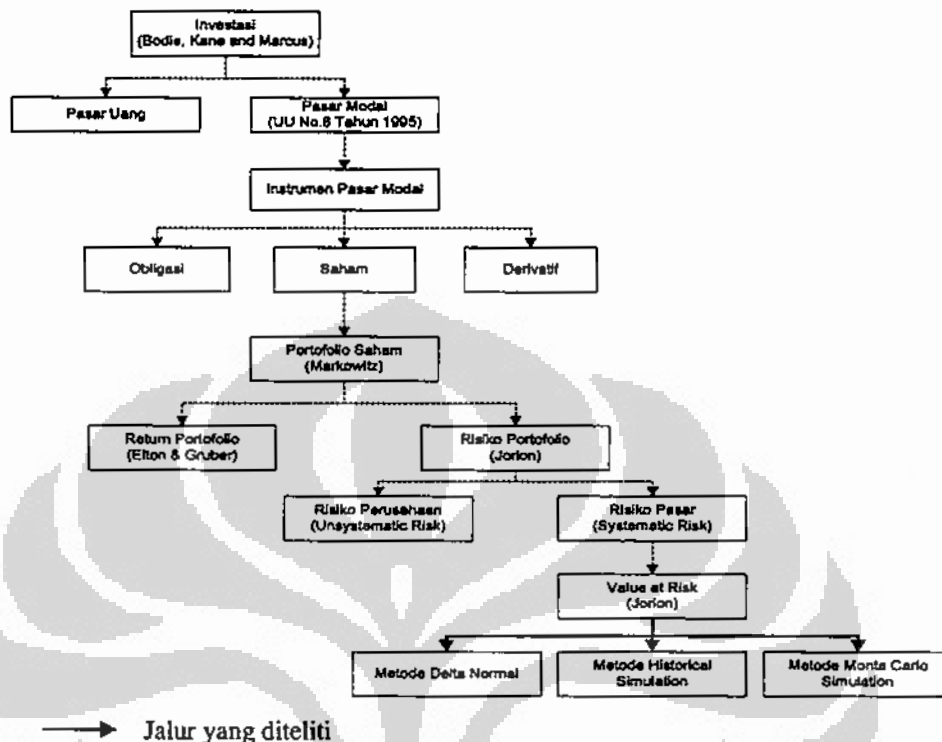 Investasi
(Bodie, Kane and Marcus)
Pasar Uang
Pasar Modal
(UU No.8 Tahun 1995)
Instrumen Pasar Modal
Obligasi
Saham
Derivatif
Portofolio Saham
(Markowitz)
Return Portofolio
(Elton & Gruber)
Risiko Portofolio
(Jorion)
Risiko Perusahaan
(Unsystematic Risk)
Risiko Pasar
(Systematic Risk)
Value at Risk
(Jorion)
Metode Delta Normal
Metode Historical
Simulation
Metode Monte Carlo
Simulation
Jalur yang diteliti